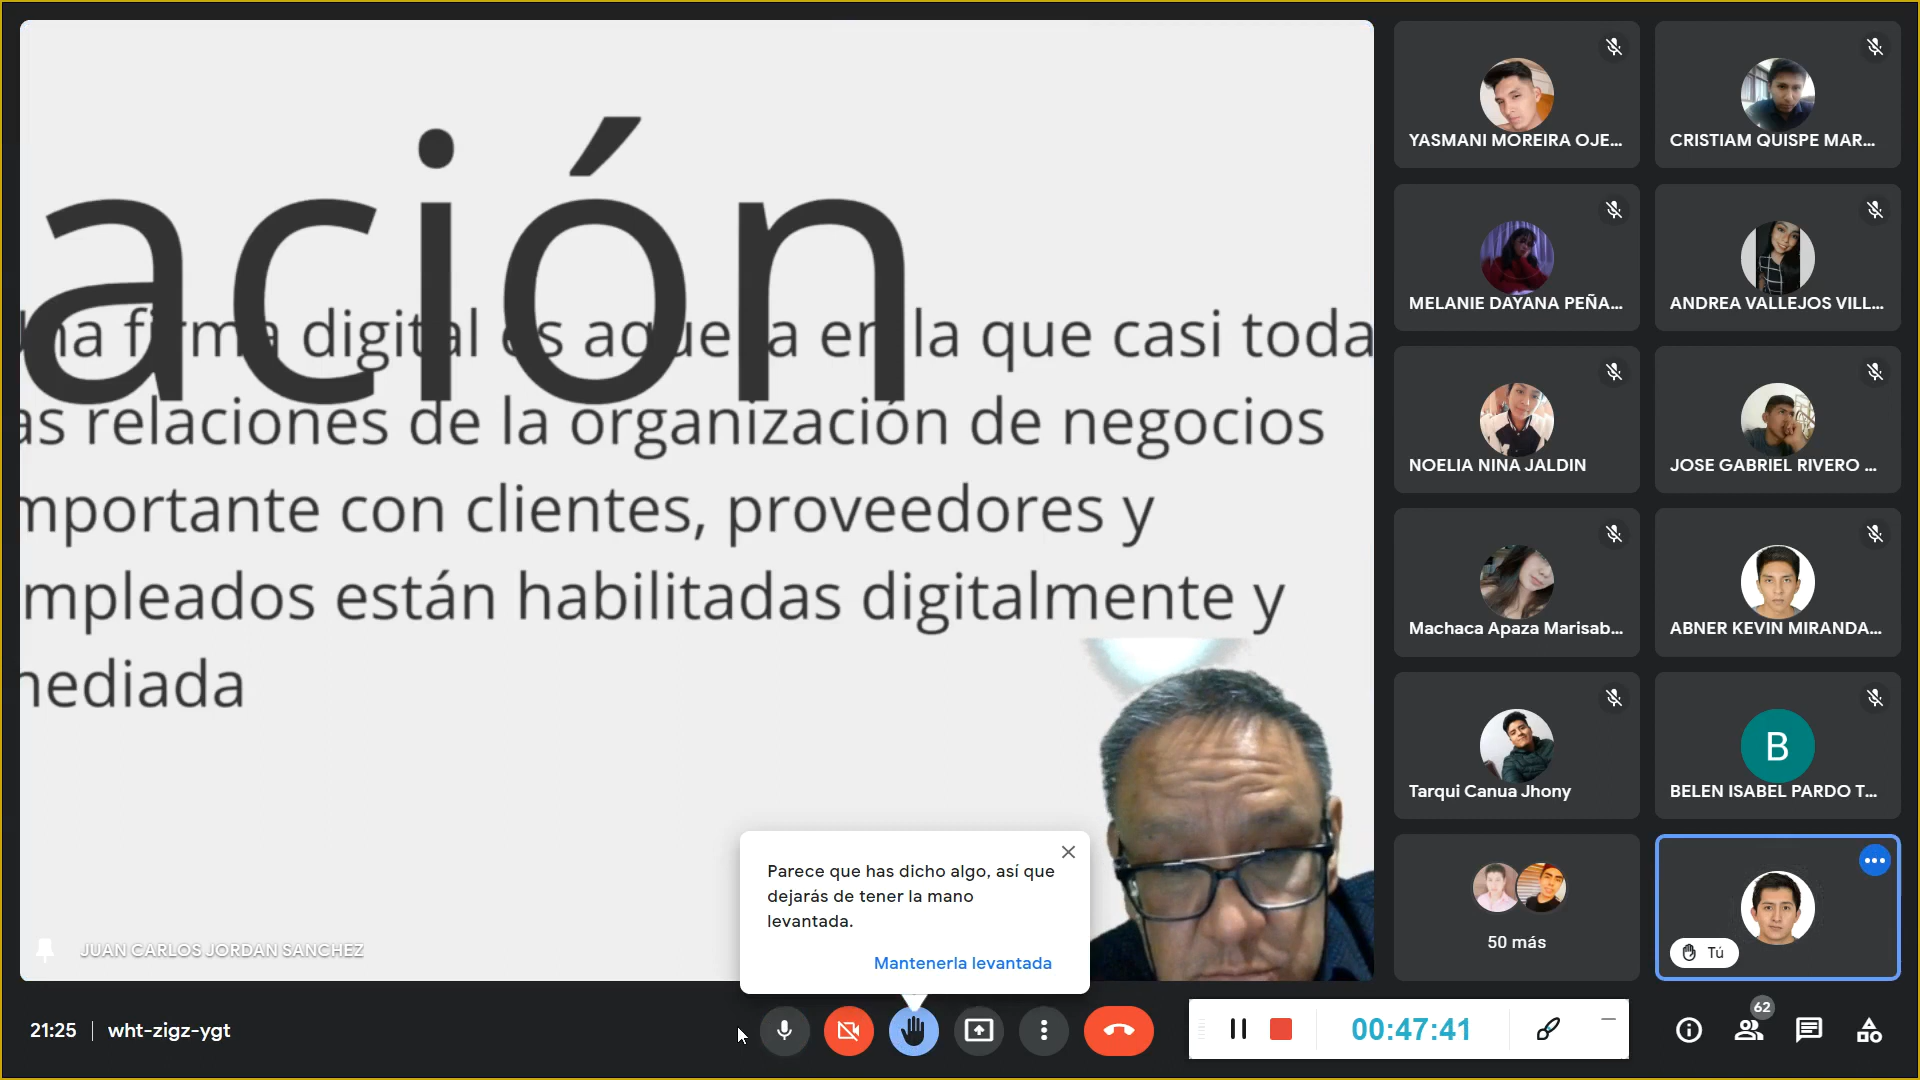 ación
na firma digital es aquella en la que casi toda
as relaciones de la organización de negocios
mportante con clientes, proveedores y
mpleados están habilitadas digitalmente y
mediada
JUAN CARLOS JORDAN SANCHEZ
YASMANI MOREIRA OJE...
CRISTIAM QUISPE MAR...
MELANIE DAYANA PEÑA...
ANDREA VALLEJOS VILL...
NOELIA NINA JALDIN
JOSE GABRIEL RIVERO ...
Machaca Apaza Marisab...
ABNER KEVIN MIRANDA...
Tarqui Canua Jhony
B
BELEN ISABEL PARDO T...
50 más
Tú
Parece que has dicho algo, así que
dejarás de tener la mano
levantada.
Mantenerla levantada
21:25
wht-zigz-ygt
00:47:41
62